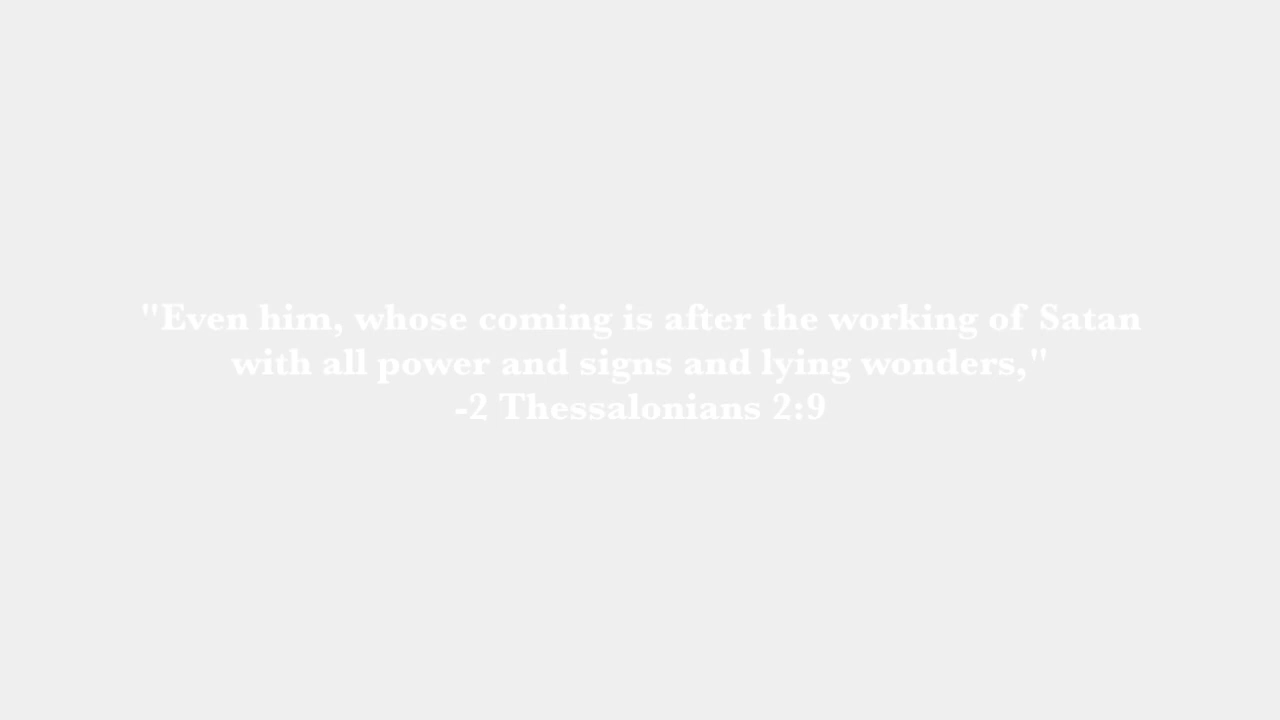 "Even him, whose coming is after the working of Satan
with all power and signs and lying wonders,"
-2 Thessalonians 2:9